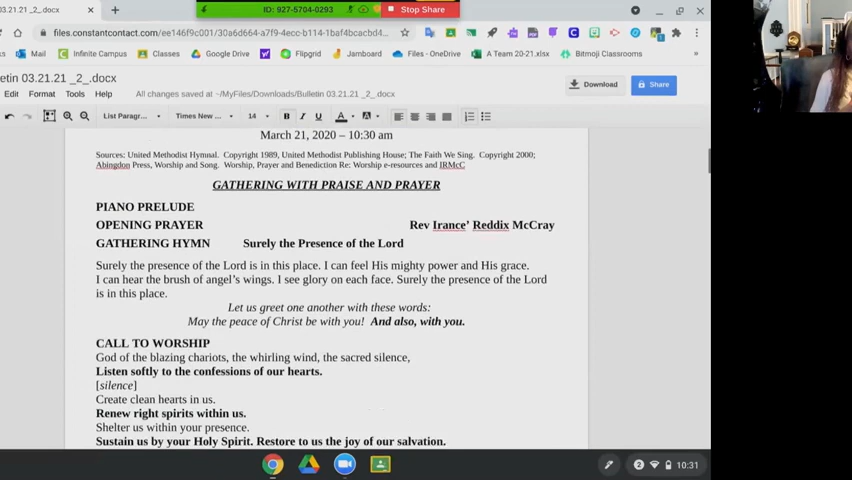 etin 03.21.21 _2_.docx
ID: 927-5704-0293
Stop Share
files.constantcontact.com/ee146f9c001/30a6d664-a7f9-4ecc-b114-1baf4bcacbd4...
Mail Infinite Campus Classes Google Drive Flipgrid Jamboard Files - OneDrive A Team 20-21.xlsx Bitmoji Classrooms
etin 03.21.21 _2_.docx
Download Share
Edit Format Tools Help All changes saved at ~/MyFiles/Downloads/Bulletin 03.21.21 _2_.docx
List Paragr... Times New ... 14 B I U A A
March 21, 2020 – 10:30 am
Sources: United Methodist Hymnal. Copyright 1989, United Methodist Publishing House; The Faith We Sing. Copyright 2000;
Abingdon Press, Worship and Song. Worship, Prayer and Benediction Re: Worship e-resources and IRMcC
GATHERING WITH PRAISE AND PRAYER
PIANO PRELUDE
OPENING PRAYER Rev Irance’ Reddix McCray
GATHERING HYMN Surely the Presence of the Lord
Surely the presence of the Lord is in this place. I can feel His mighty power and His grace.
I can hear the brush of angel’s wings. I see glory on each face. Surely the presence of the Lord
is in this place.
Let us greet one another with these words:
May the peace of Christ be with you! And also, with you.
CALL TO WORSHIP
God of the blazing chariots, the whirling wind, the sacred silence,
Listen softly to the confessions of our hearts.
[silence]
Create clean hearts in us.
Renew right spirits within us.
Shelter us within your presence.
Sustain us by your Holy Spirit. Restore to us the joy of our salvation.
2 10:31